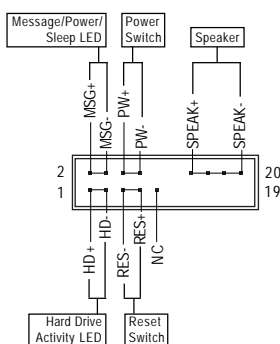 Message/Power/
Sleep LED
Power
Switch
Speaker
MSG+
MSG-
PW+
PW-
SPEAK+
SPEAK-
2
20
1
19
HD+
HD-
RES-
RES+
NC
Hard Drive
Activity LED
Reset
Switch